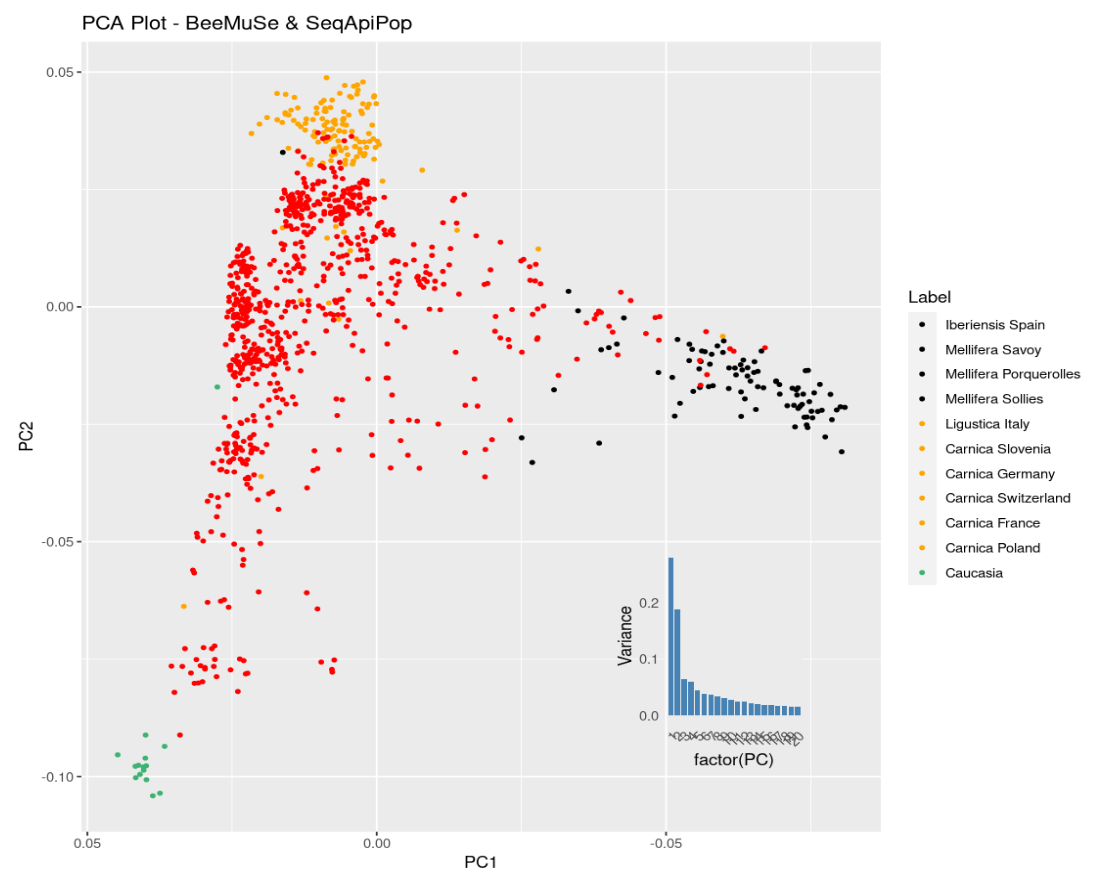 PCA Plot - BeeMuSe & SeqApiPop
0.05
0.00
-0.05
-0.10
PC2
0.05
0.00
-0.05
PC1
Label
Iberiensis Spain
Mellifera Savoy
Mellifera Porquerolles
Mellifera Sollies
Ligustica Italy
Carnica Slovenia
Carnica Germany
Carnica Switzerland
Carnica France
Carnica Poland
Caucasia
0.2
0.1
0.0
Variance
factor(PC)